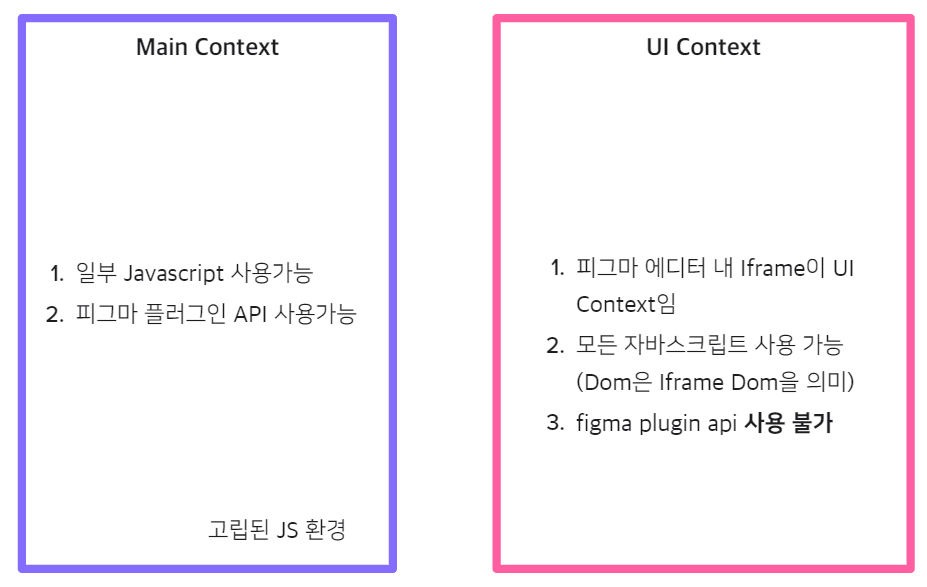 Main Context
1. 일부 Javascript 사용가능
2. 피그마 플러그인 API 사용가능
고립된 JS 환경
UI Context
1. 피그마 에디터 내 Iframe이 UI
Context임
2. 모든 자바스크립트 사용 가능
(Dom은 Iframe Dom을 의미)
3. figma plugin api 사용 불가